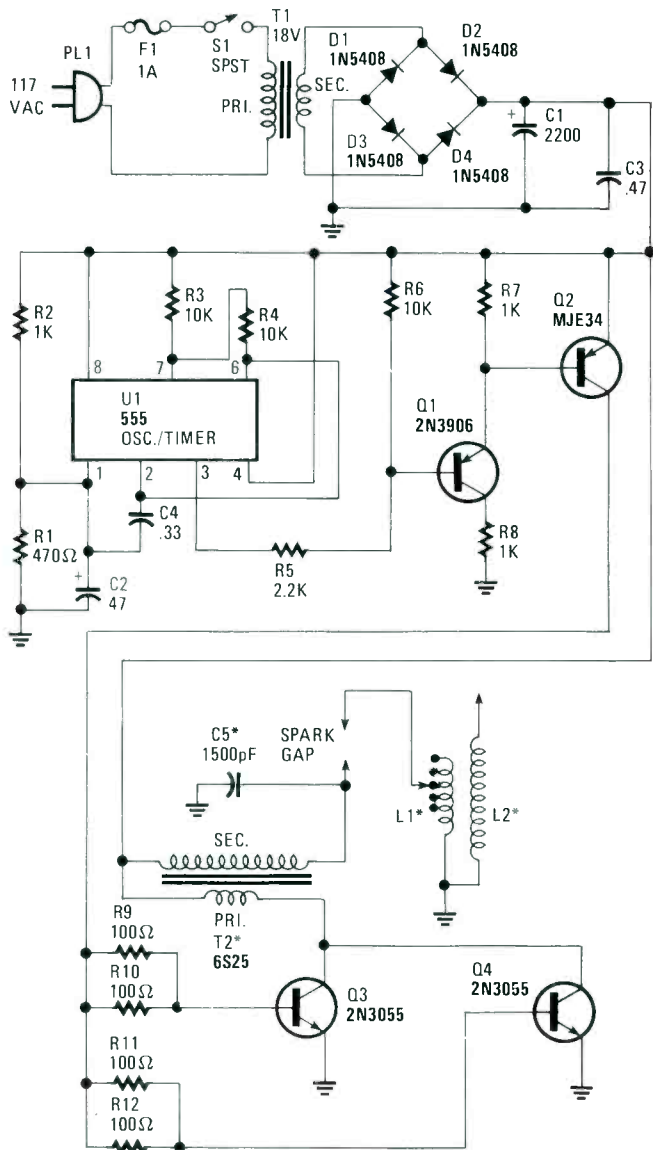 PL1
117
VAC
F1
1A
S1
SPST
T1
18V
PRI.
SEC.
D1
1N5408
D2
1N5408
D3
1N5408
D4
1N5408
+
C1
2200
C3
.47
R2
1K
R3
10K
R4
10K
R6
10K
R7
1K
Q2
MJE34
8
7
6
U1
555
OSC./TIMER
1
2
3
4
Q1
2N3906
R1
470Ω
C4
.33
+
C2
47
R5
2.2K
R8
1K
C5*
1500pF
SPARK
GAP
L1*
L2*
SEC.
PRI.
T2*
6S25
R9
100Ω
R10
100Ω
R11
100Ω
R12
100Ω
Q3
2N3055
Q4
2N3055